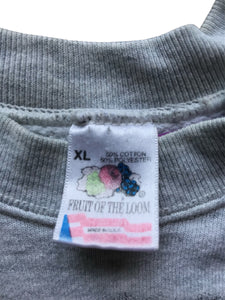 XL
50% COTTON
50% POLYESTER
FRUIT OF THE LOOM
MADE IN U.S.A.